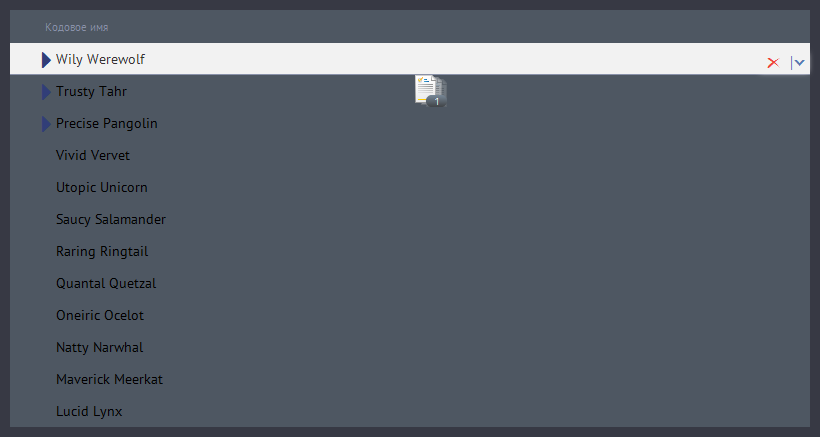 Кодовое имя
Wily Werewolf
1
Trusty Tahr
Precise Pangolin
Vivid Vervet
Utopic Unicorn
Saucy Salamander
Raring Ringtail
Quantal Quetzal
Oneiric Ocelot
Natty Narwhal
Maverick Meerkat
Lucid Lynx